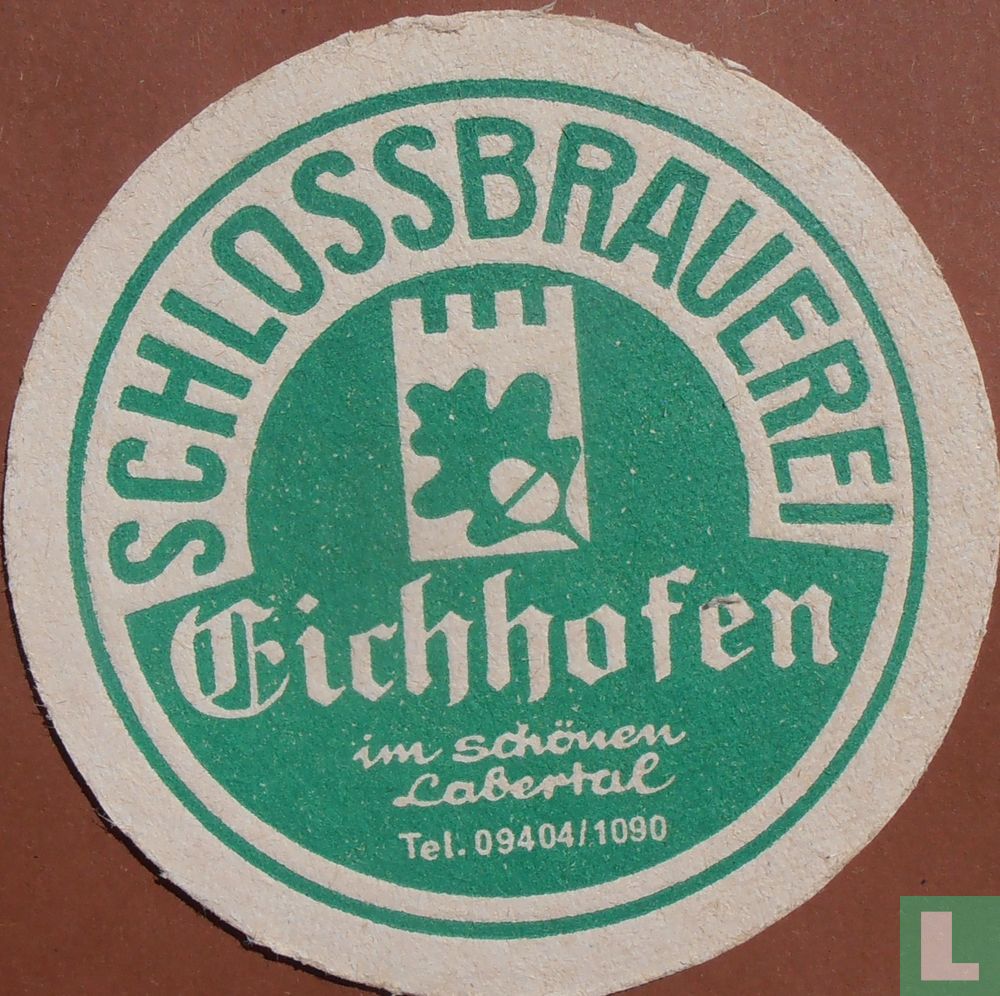 SCHLOSSBRAUEREI
Eichhofen
im schönen
Labertal
Tel. 09404/1090
L